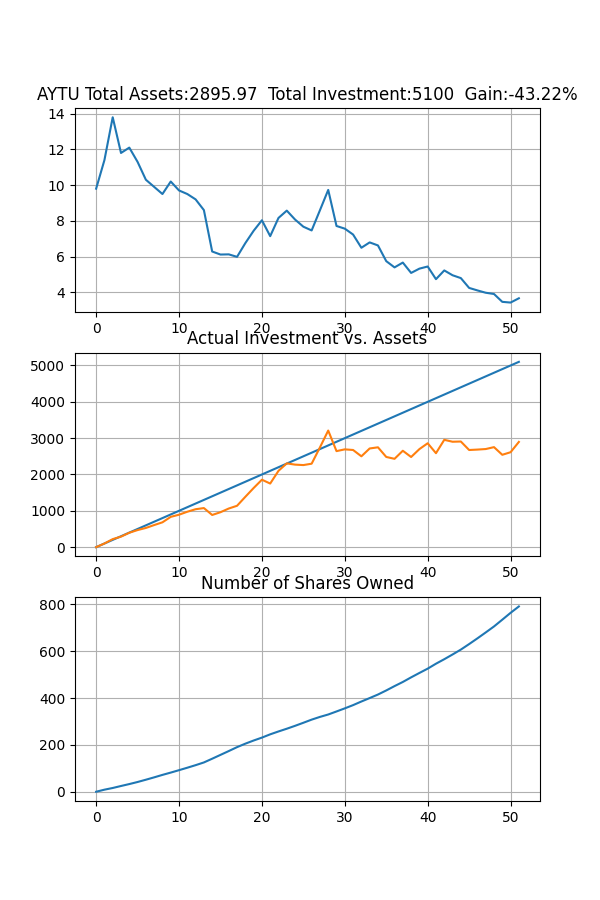 AYTU Total Assets:2895.97  Total Investment:5100  Gain:-43.22%
14
12
10
8
6
4
0 10 20 30 40 50
Actual Investment vs. Assets
5000
4000
3000
2000
1000
0
0 10 20 30 40 50
Number of Shares Owned
800
600
400
200
0
0 10 20 30 40 50